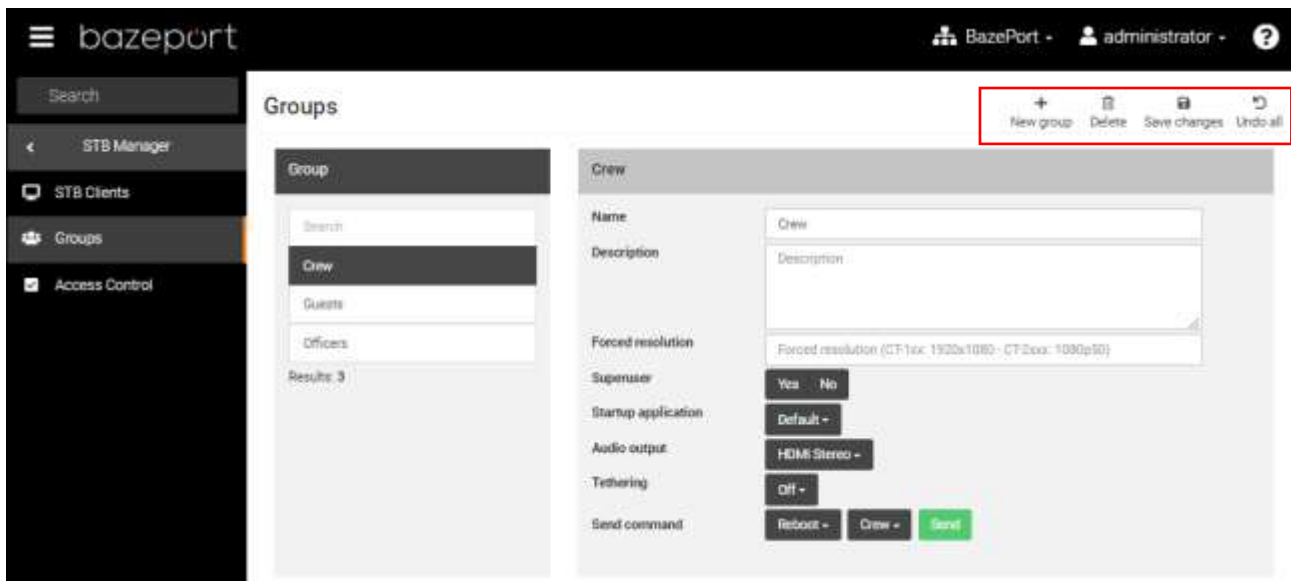 bazeport
BazePort
administrator
?
Search
STB Manager
STB Clients
Groups
Access Control
Groups
New group
Delete
Save changes
Undo all
Group
Search
Crew
Guests
Officers
Results: 3
Crew
Name
Crew
Description
Description
Forced resolution
Forced resolution (CT-1xx: 1920x1080 - CT-2xxx: 1080p50)
Superuser
Yes No
Startup application
Default
Audio output
HDMI Stereo
Tethering
Off
Send command
Reboot
Crew
Send